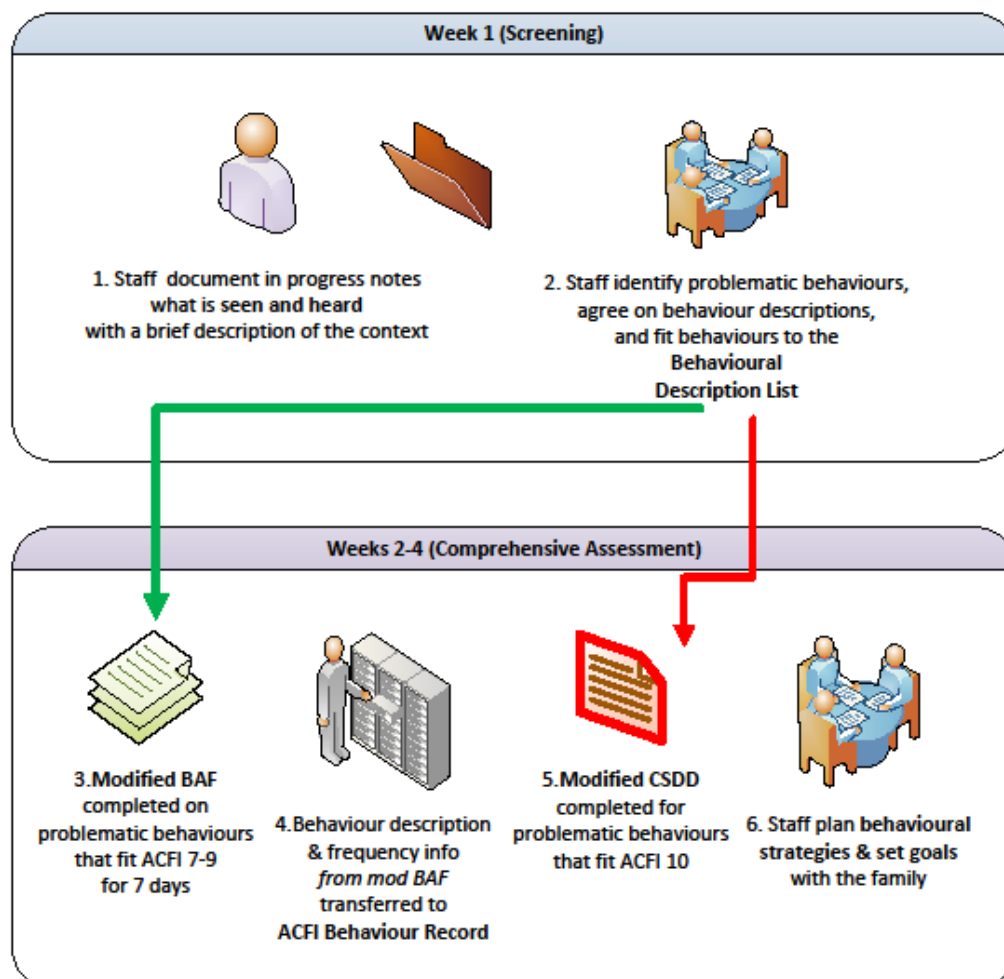 Week 1 (Screening)
1. Staff document in progress notes
what is seen and heard
with a brief description of the context
2. Staff identify problematic behaviours,
agree on behaviour descriptions,
and fit behaviours to the
Behavioural
Description List
Weeks 2-4 (Comprehensive Assessment)
3.Modified BAF
completed on
problematic behaviours
that fit ACFI 7-9
for 7 days
4.Behaviour description
& frequency info
from mod BAF
transferred to
ACFI Behaviour Record
5.Modified CSDD
completed for
problematic behaviours
that fit ACFI 10
6. Staff plan behavioural
strategies & set goals
with the family